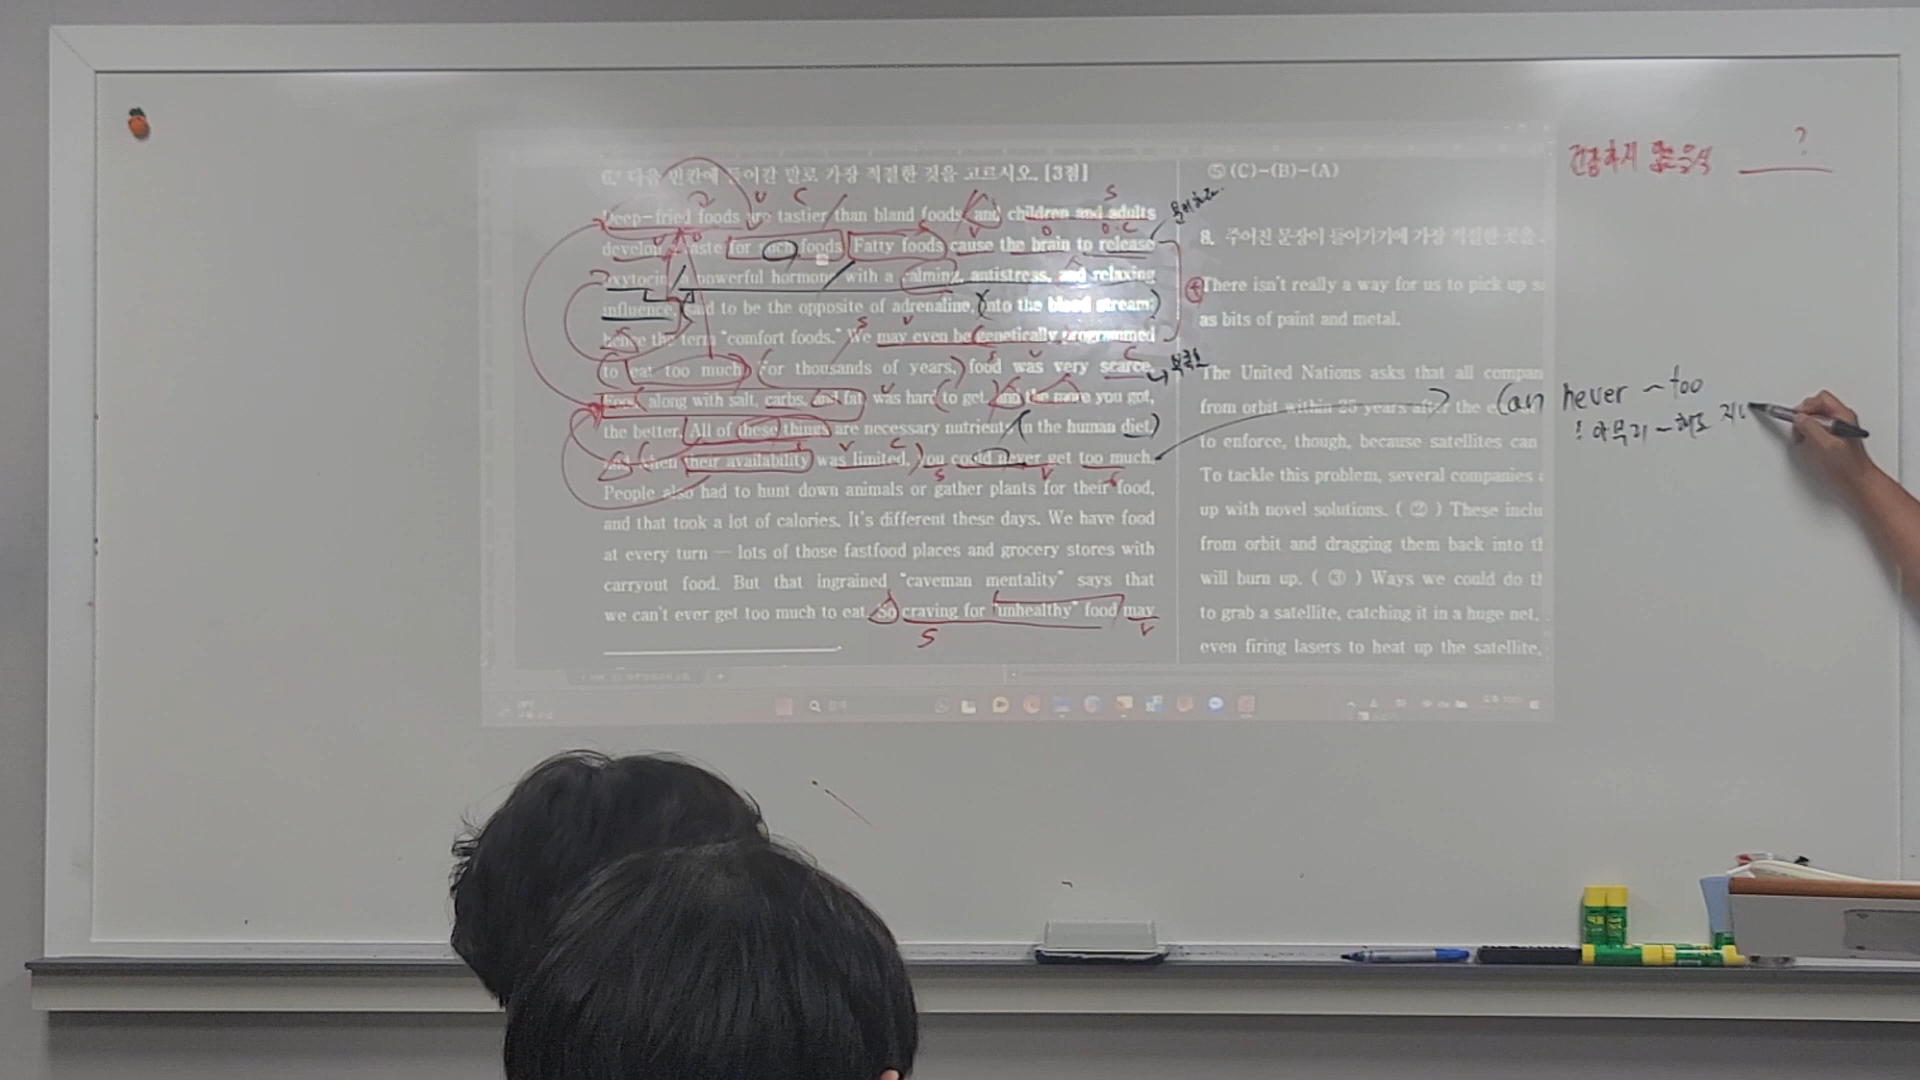 6. 다음 빈칸에 들어갈 말로 가장 적절한 것을 고르시오. [3점]
Deep-fried foods are tastier than bland foods, and children and adults
develop a taste for such foods. Fatty foods cause the brain to release
oxytocin, a powerful hormone with a calming, antistress, and relaxing
influence, said to be the opposite of adrenaline, into the blood stream;
hence the term "comfort foods." We may even be genetically programmed
to eat too much. For thousands of years, food was very scarce.
Food, along with salt, carbs, and fat, was hard to get, and the more you got,
the better. All of these things are necessary nutrients in the human diet,
and when their availability was limited, you could never get too much.
People also had to hunt down animals or gather plants for their food,
and that took a lot of calories. It's different these days. We have food
at every turn — lots of those fastfood places and grocery stores with
carryout food. But that ingrained "caveman mentality" says that
we can't ever get too much to eat. So craving for "unhealthy" food may
⑤ (C)-(B)-(A)
8. 주어진 문장이 들어가기에 가장 적절한 곳을
There isn't really a way for us to pick up
as bits of paint and metal.
The United Nations asks that all
from orbit within 25 years after the
to enforce, though, because satellites can
To tackle this problem, several companies
up with novel solutions. ( ② ) These
from orbit and dragging them back into
will burn up. ( ③ ) Ways we could do
to grab a satellite, catching it in a huge net,
even firing lasers to heat up the satellite,
건강하지 않은 음식 ?
can never ~ too
: 아무리 ~ 해도